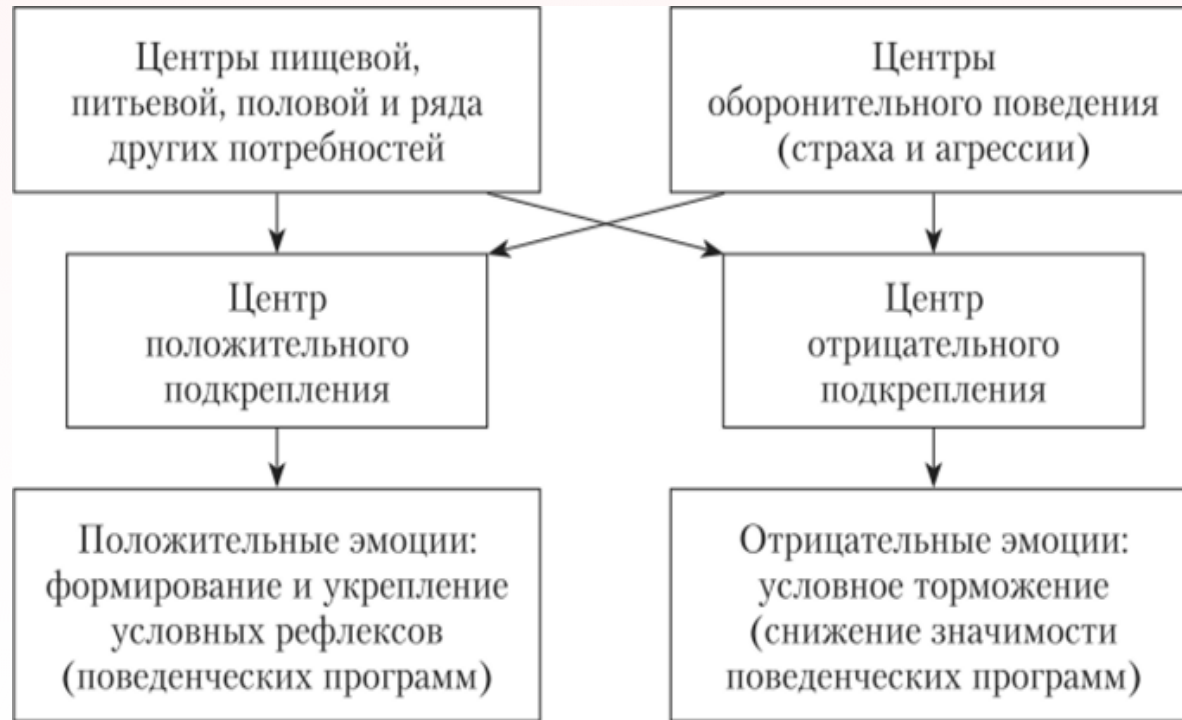 Центры пищевой,
питьевой, половой и ряда
других потребностей
Центры
оборонительного поведения
(страха и агрессии)
Центр
положительного
подкрепления
Центр
отрицательного
подкрепления
Положительные эмоции:
формирование и укрепление
условных рефлексов
(поведенческих программ)
Отрицательные эмоции:
условное торможение
(снижение значимости
поведенческих программ)